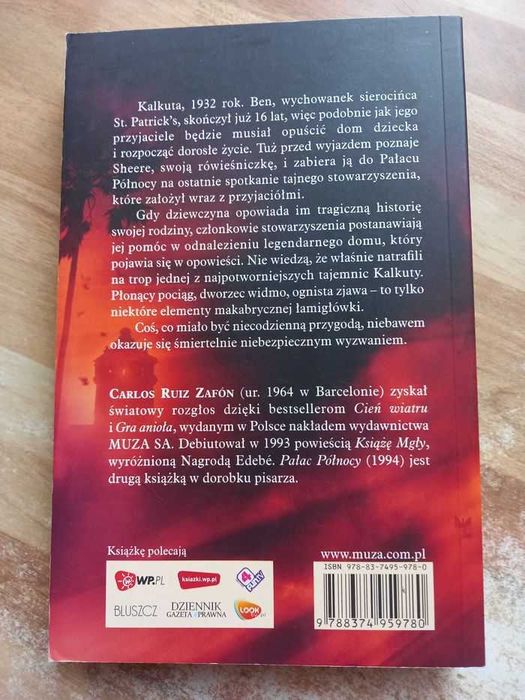 Kalkuta, 1932 rok. Ben, wychowanek sierocińca
St. Patrick's, skończył już 16 lat, więc podobnie jak jego
przyjaciele będzie musiał opuścić dom dziecka
i rozpocząć dorosłe życie. Tuż przed wyjazdem poznaje
Sheere, swoją rówieśniczkę, i zabiera ją do Pałacu
Północy na ostatnie spotkanie tajnego stowarzyszenia,
które założył wraz z przyjaciółmi.
Gdy dziewczyna opowiada im tragiczną historię
swojej rodziny, członkowie stowarzyszenia postanawiają
jej pomóc w odnalezieniu legendarnego domu, który
pojawia się w opowieści. Nie wiedzą, że właśnie natrafili
na trop jednej z najpotworniejszych tajemnic Kalkuty.
Płonący pociąg, dworzec widmo, ognista zjawa – to tylko
niektóre elementy makabrycznej łamigłówki.
Coś, co miało być niecodzienną przygodą, niebawem
okazuje się śmiertelnie niebezpiecznym wyzwaniem.
CARLOS RUIZ ZAFÓN (ur. 1964 w Barcelonie) zyskał
światowy rozgłos dzięki bestsellerom Cień wiatru
i Gra anioła, wydanym w Polsce nakładem wydawnictwa
MUZA SA. Debiutował w 1993 powieścią Książę Mgły,
wyróżnioną Nagrodą Edebé. Pałac Północy (1994) jest
drugą książką w dorobku pisarza.
Książkę polecają
www.muza.com.pl
WP.PL
ksiazki.wp.pl
4
BLUSZCZ
DZIENNIK
GAZETA PRAWNA
LOOK
ISBN 978-83-7495-978-0
9 788374 959780